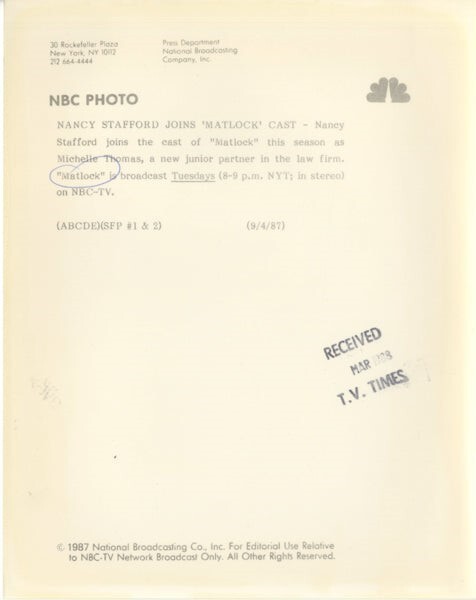 30 Rockefeller Plaza
New York, NY 10112
212 664-4444
Press Department
National Broadcasting
Company, Inc.
NBC PHOTO
NANCY STAFFORD JOINS 'MATLOCK' CAST - Nancy
Stafford joins the cast of "Matlock" this season as
Michelle Thomas, a new junior partner in the law firm.
"Matlock" is broadcast Tuesdays (8-9 p.m. NYT; in stereo)
on NBC-TV.
(ABCDE)(SFP #1 & 2) (9/4/87)
RECEIVED
MAR
T.V. TIMES
© 1987 National Broadcasting Co., Inc. For Editorial Use Relative
to NBC-TV Network Broadcast Only. All Other Rights Reserved.